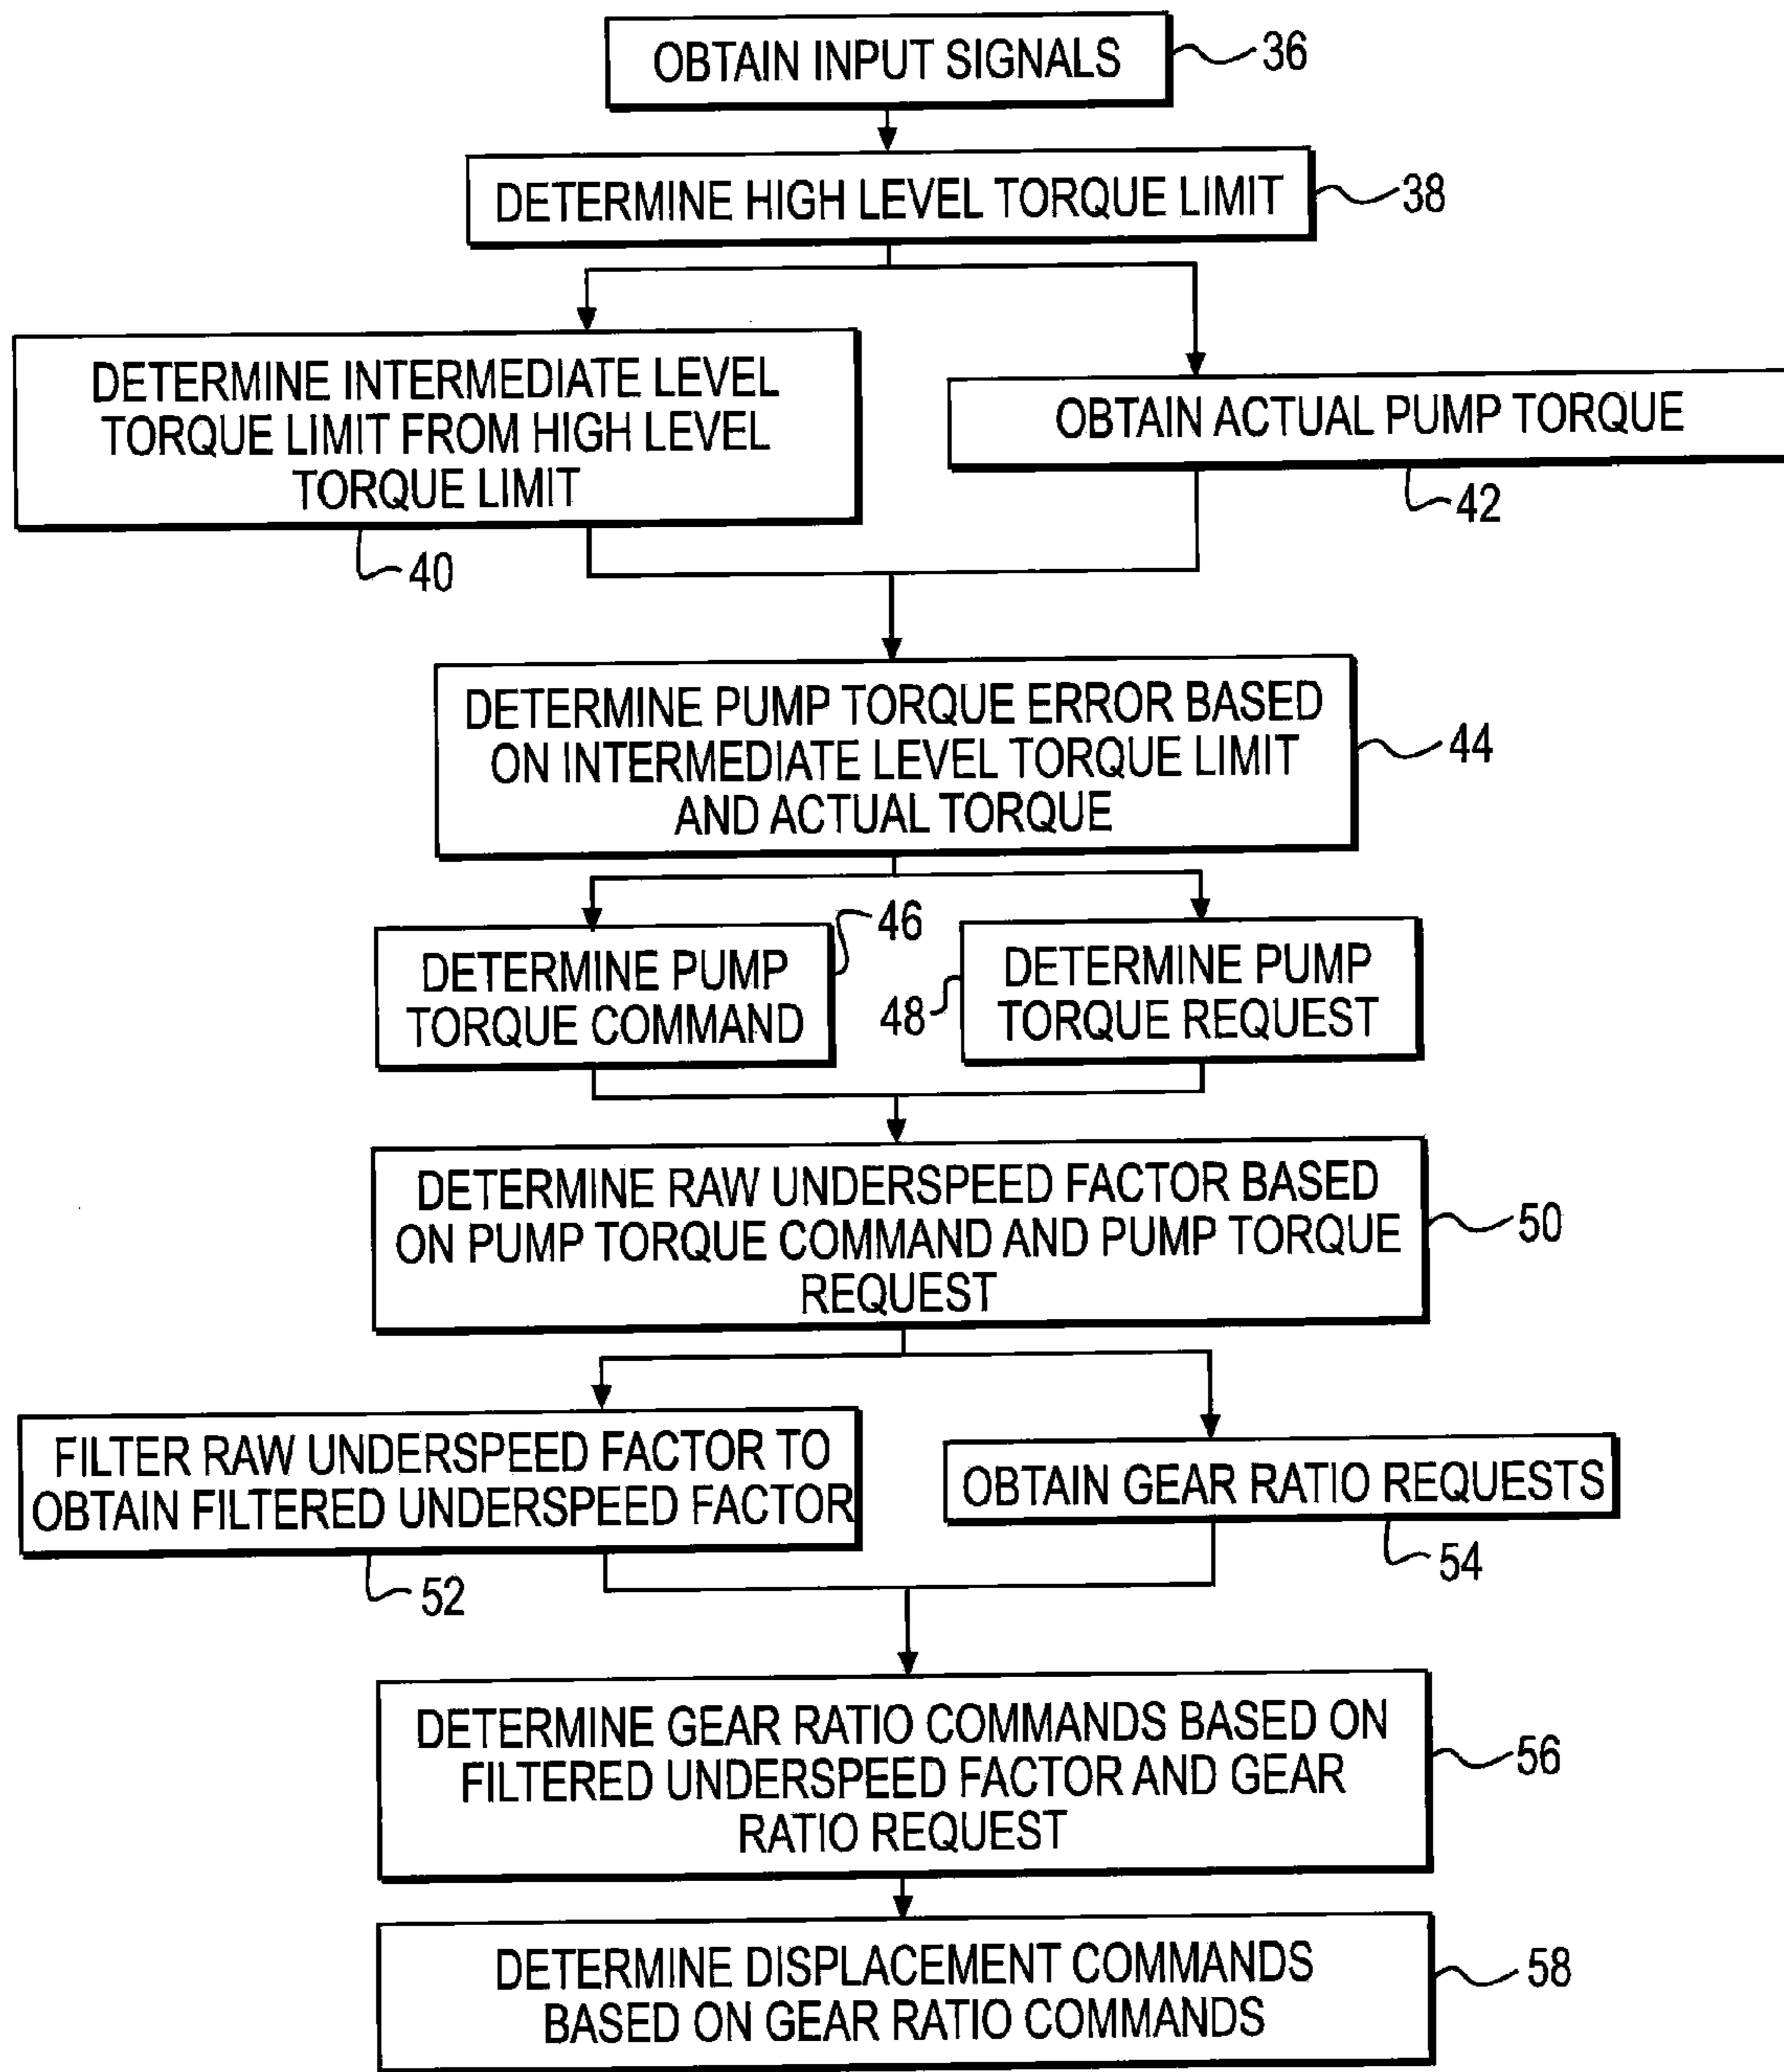 OBTAIN INPUT SIGNALS
36
DETERMINE HIGH LEVEL TORQUE LIMIT
38
DETERMINE INTERMEDIATE LEVEL
TORQUE LIMIT FROM HIGH LEVEL
TORQUE LIMIT
40
OBTAIN ACTUAL PUMP TORQUE
42
DETERMINE PUMP TORQUE ERROR BASED
ON INTERMEDIATE LEVEL TORQUE LIMIT
AND ACTUAL TORQUE
44
DETERMINE PUMP
TORQUE COMMAND
46
48
DETERMINE PUMP
TORQUE REQUEST
DETERMINE RAW UNDERSPEED FACTOR BASED
ON PUMP TORQUE COMMAND AND PUMP TORQUE
REQUEST
50
FILTER RAW UNDERSPEED FACTOR TO
OBTAIN FILTERED UNDERSPEED FACTOR
52
OBTAIN GEAR RATIO REQUESTS
54
DETERMINE GEAR RATIO COMMANDS BASED ON
FILTERED UNDERSPEED FACTOR AND GEAR
RATIO REQUEST
56
DETERMINE DISPLACEMENT COMMANDS
BASED ON GEAR RATIO COMMANDS
58